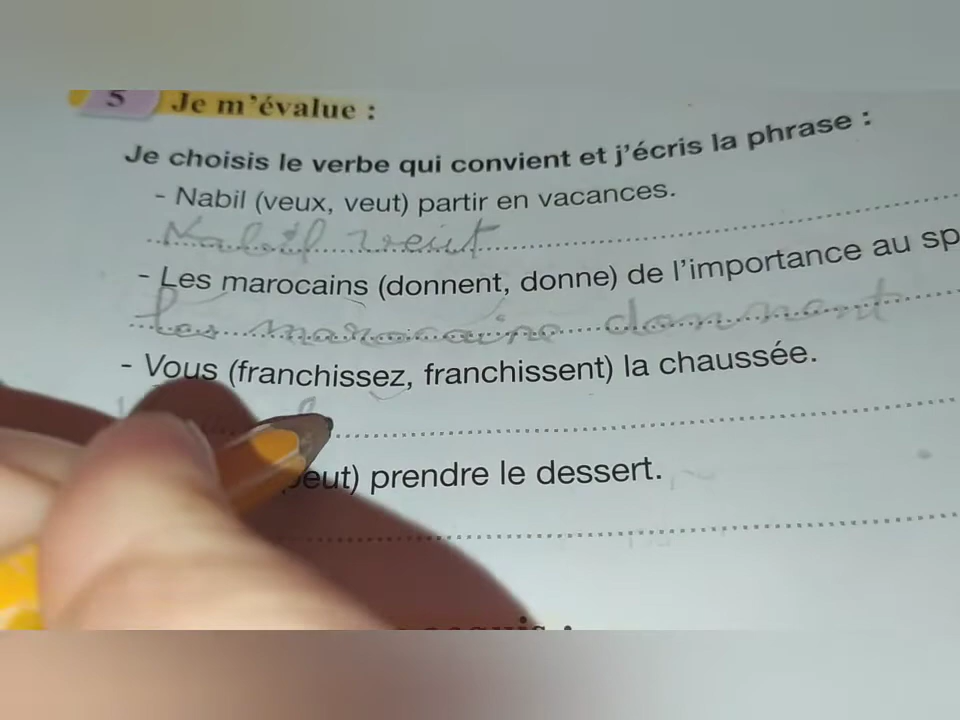 5 Je m'évalue :
Je choisis le verbe qui convient et j'écris la phrase :
- Nabil (veux, veut) partir en vacances.
Nabil veut
- Les marocains (donnent, donne) de l'importance au sp
Les marocains donnent
- Vous (franchissez, franchissent) la chaussée.
peut) prendre le dessert.